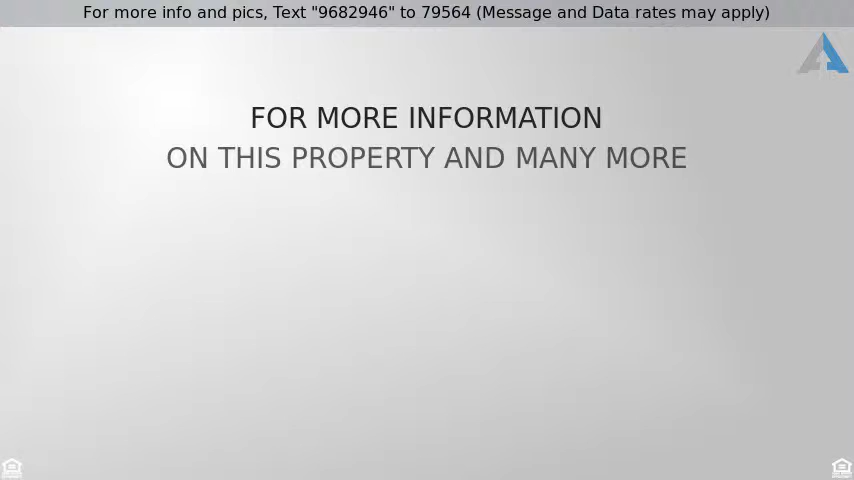 For more info and pics, Text "9682946" to 79564 (Message and Data rates may apply)
FOR MORE INFORMATION
ON THIS PROPERTY AND MANY MORE